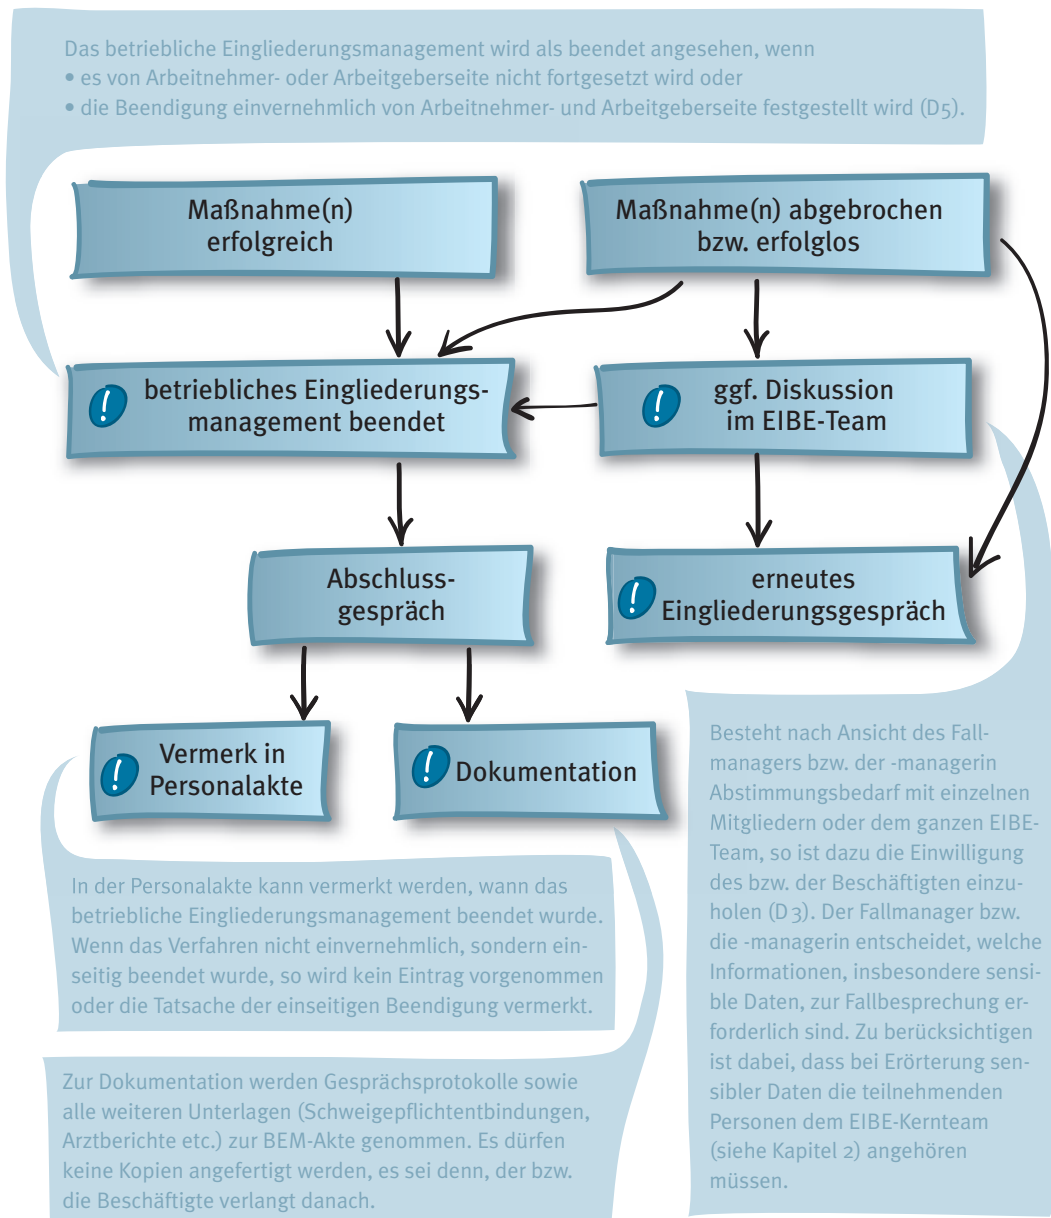 Das betriebliche Eingliederungsmanagement wird als beendet angesehen, wenn
• es von Arbeitnehmer- oder Arbeitgeberseite nicht fortgesetzt wird oder
• die Beendigung einvernehmlich von Arbeitnehmer- und Arbeitgeberseite festgestellt wird (D5).
Maßnahme(n)
erfolgreich
Maßnahme(n) abgebrochen
bzw. erfolglos
! betriebliches Eingliederungs-
management beendet
! ggf. Diskussion
im EIBE-Team
Abschluss-
gespräch
! erneutes
Eingliederungsgespräch
! Vermerk in
Personalakte
! Dokumentation
In der Personalakte kann vermerkt werden, wann das
betriebliche Eingliederungsmanagement beendet wurde.
Wenn das Verfahren nicht einvernehmlich, sondern ein-
seitig beendet wurde, so wird kein Eintrag vorgenommen
oder die Tatsache der einseitigen Beendigung vermerkt.
Zur Dokumentation werden Gesprächsprotokolle sowie
alle weiteren Unterlagen (Schweigepflichtentbindungen,
Arztberichte etc.) zur BEM-Akte genommen. Es dürfen
keine Kopien angefertigt werden, es sei denn, der bzw.
die Beschäftigte verlangt danach.
Besteht nach Ansicht des Fall-
managers bzw. der -managerin
Abstimmungsbedarf mit einzelnen
Mitgliedern oder dem ganzen EIBE-
Team, so ist dazu die Einwilligung
des bzw. der Beschäftigten einzu-
holen (D 3). Der Fallmanager bzw.
die -managerin entscheidet, welche
Informationen, insbesondere sensi-
ble Daten, zur Fallbesprechung er-
forderlich sind. Zu berücksichtigen
ist dabei, dass bei Erörterung sen-
sibler Daten die teilnehmenden
Personen dem EIBE-Kernteam
(siehe Kapitel 2) angehören
müssen.